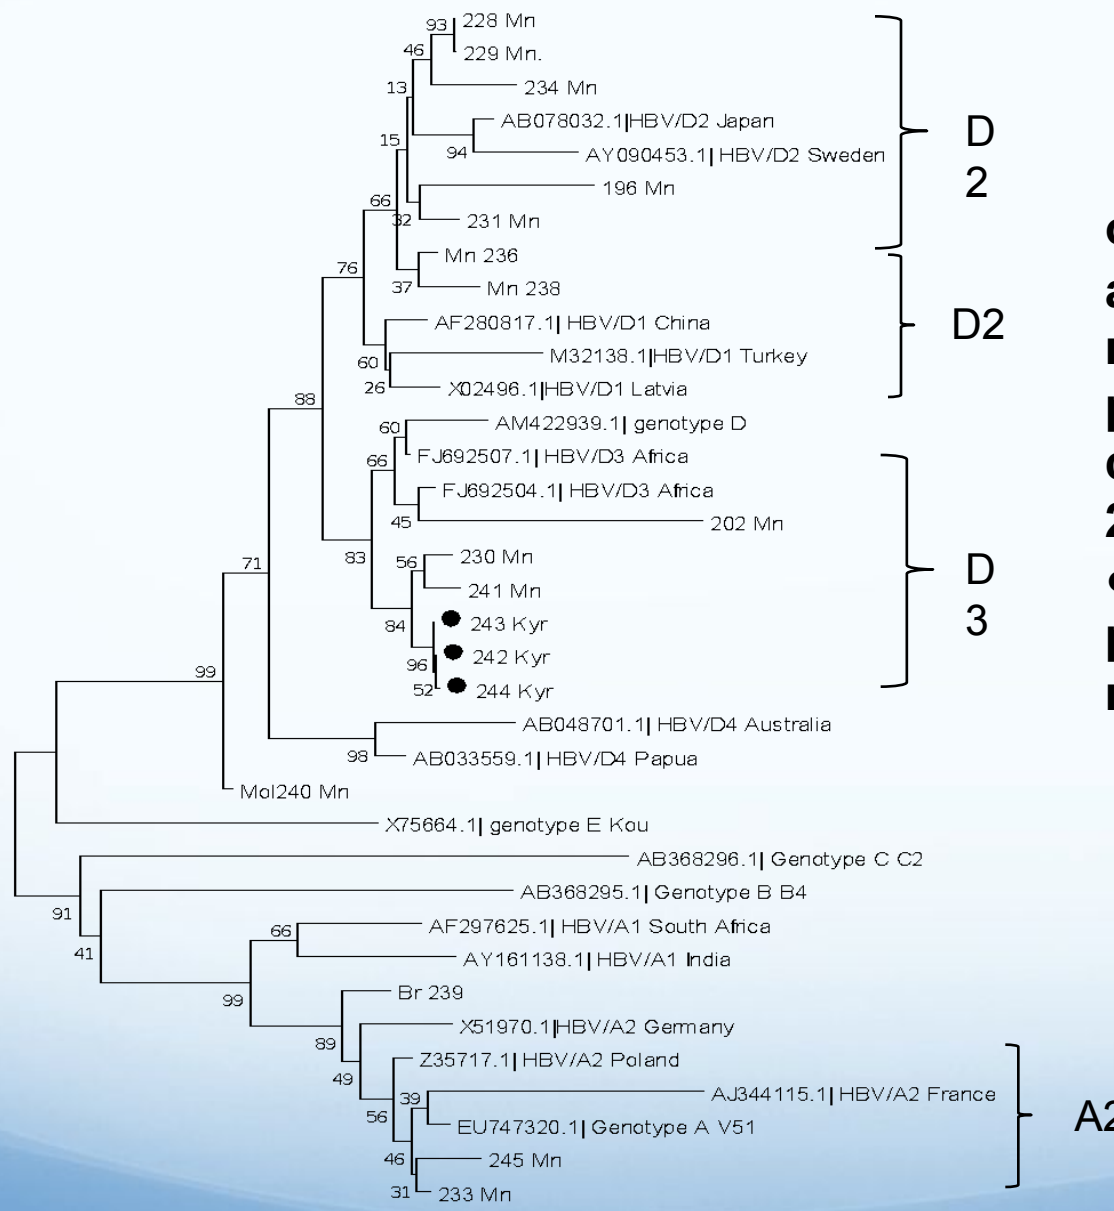 93
228 Mn
229 Mn.
46
234 Mn
13
AB078032.1|HBV/D2 Japan
94
AY090453.1| HBV/D2 Sweden
15
196 Mn
32
231 Mn
66
Mn 236
37
Mn 238
76
AF280817.1| HBV/D1 China
60
M32138.1|HBV/D1 Turkey
26
X02496.1|HBV/D1 Latvia
88
60
AM422939.1| genotype D
FJ692507.1| HBV/D3 Africa
66
FJ692504.1| HBV/D3 Africa
45
202 Mn
83
56
230 Mn
241 Mn
84
243 Kyr
96
242 Kyr
52
244 Kyr
71
AB048701.1| HBV/D4 Australia
98
AB033559.1| HBV/D4 Papua
99
Mol240 Mn
X75664.1| genotype E Kou
AB368296.1| Genotype C C2
91
AB368295.1| Genotype B B4
41
66
AF297625.1| HBV/A1 South Africa
AY161138.1| HBV/A1 India
99
Br 239
89
X51970.1|HBV/A2 Germany
49
Z35717.1| HBV/A2 Poland
56
39
AJ344115.1| HBV/A2 France
EU747320.1| Genotype A V51
46
245 Mn
31
233 Mn
D
2
D2
D
3
A2